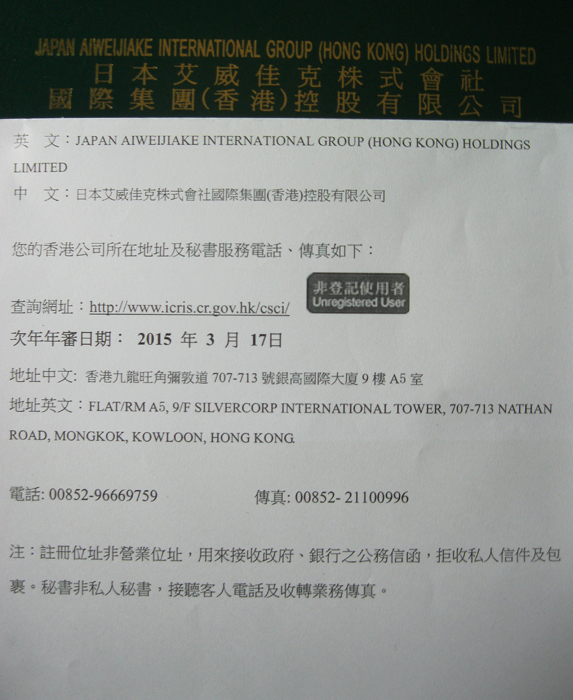 JAPAN AIWEIJIAKE INTERNATIONAL GROUP (HONG KONG) HOLDINGS LIMITED
日本艾威佳克株式會社
國際集團(香港)控股有限公司
英 文：JAPAN AIWEIJIAKE INTERNATIONAL GROUP (HONG KONG) HOLDINGS
LIMITED
中 文：日本艾威佳克株式會社國際集團(香港)控股有限公司
您的香港公司所在地址及秘書服務電話、傳真如下：
非登記使用者
Unregistered User
查詢網址：http://www.icris.cr.gov.hk/csci/
次年年審日期： 2015 年 3 月 17日
地址中文: 香港九龍旺角彌敦道 707-713 號銀高國際大廈 9 樓 A5 室
地址英文：FLAT/RM A5, 9/F SILVERCORP INTERNATIONAL TOWER, 707-713 NATHAN
ROAD, MONGKOK, KOWLOON, HONG KONG.
電話: 00852-96669759 傳真: 00852- 21100996
注：註冊位址非營業位址，用來接收政府、銀行之公務信函，拒收私人信件及包
裹。秘書非私人秘書，接聽客人電話及收轉業務傳真。